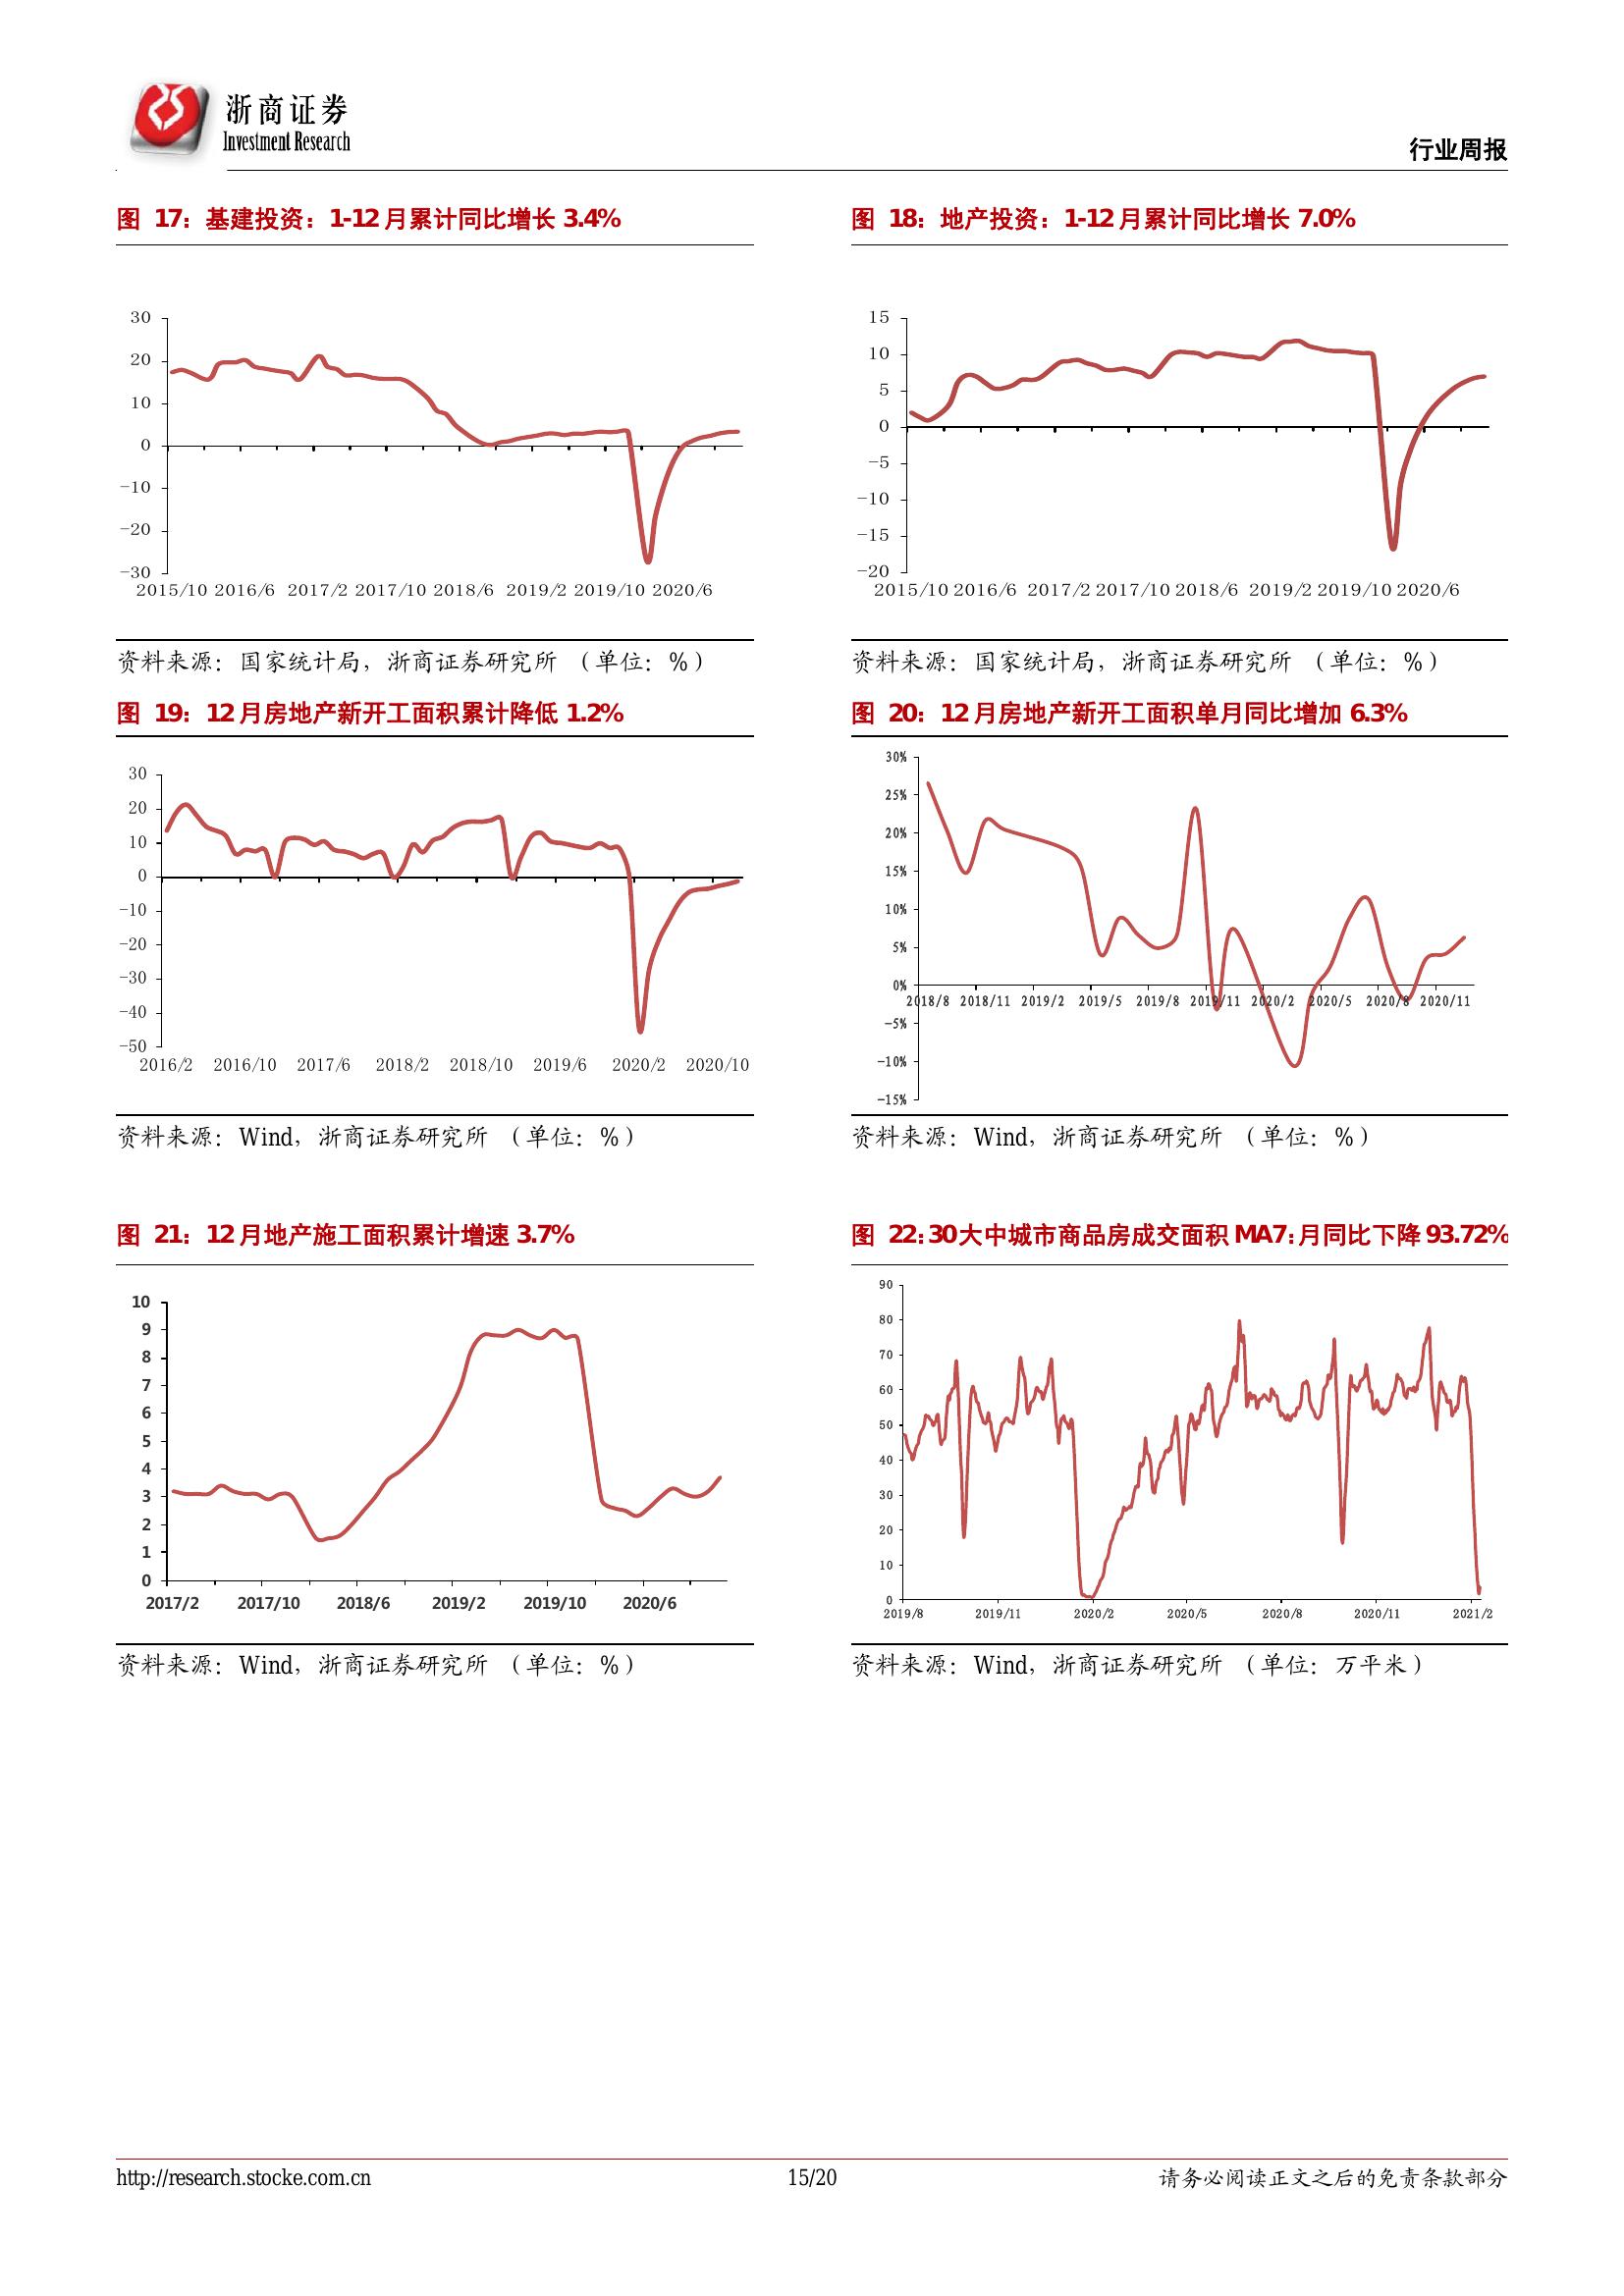 浙商证券
Investment Research
行业周报
图 17：基建投资：1-12 月累计同比增长 3.4%
30
20
10
0
-10
-20
-30
2015/10 2016/6 2017/2 2017/10 2018/6 2019/2 2019/10 2020/6
资料来源：国家统计局，浙商证券研究所 （单位：%）
图 18：地产投资：1-12 月累计同比增长 7.0%
15
10
5
0
-5
-10
-15
-20
2015/10 2016/6 2017/2 2017/10 2018/6 2019/2 2019/10 2020/6
资料来源：国家统计局，浙商证券研究所 （单位：%）
图 19：12 月房地产新开工面积累计降低 1.2%
30
20
10
0
-10
-20
-30
-40
-50
2016/2 2016/10 2017/6 2018/2 2018/10 2019/6 2020/2 2020/10
资料来源：Wind，浙商证券研究所 （单位：%）
图 20：12 月房地产新开工面积单月同比增加 6.3%
30%
25%
20%
15%
10%
5%
0%
2018/8 2018/11 2019/2 2019/5 2019/8 2019/11 2020/2 2020/5 2020/8 2020/11
-5%
-10%
-15%
资料来源：Wind，浙商证券研究所 （单位：%）
图 21：12 月地产施工面积累计增速 3.7%
10
9
8
7
6
5
4
3
2
1
0
2017/2 2017/10 2018/6 2019/2 2019/10 2020/6
资料来源：Wind，浙商证券研究所 （单位：%）
图 22：30 大中城市商品房成交面积 MA7：月同比下降 93.72%
90
80
70
60
50
40
30
20
10
0
2019/8 2019/11 2020/2 2020/5 2020/8 2020/11 2021/2
资料来源：Wind，浙商证券研究所 （单位：万平米）
http://research.stocke.com.cn 15/20 请务必阅读正文之后的免责条款部分